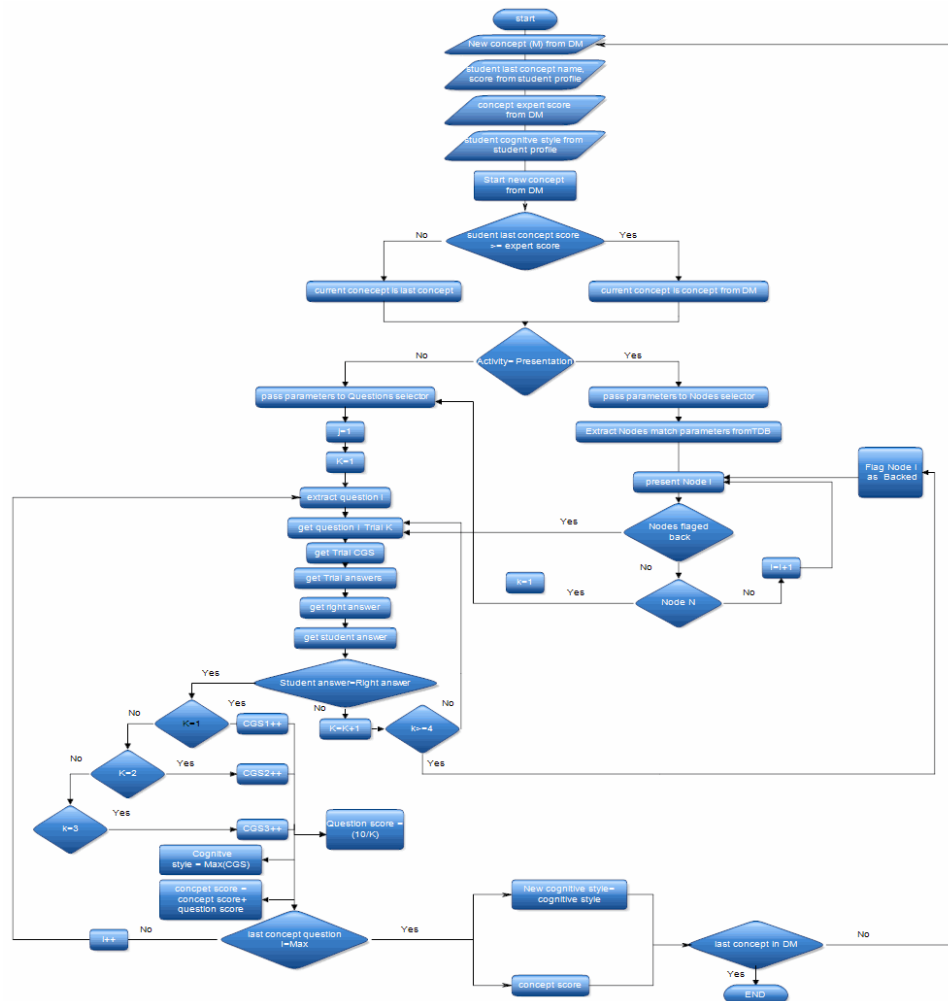 start
New concept (M) from DM
student last concept name,
score from student profile
concept expert score
from DM
student cognitve style from
student profile
Start new concept
from DM
sudent last concept score
>= expert score
No
Yes
current conecept is last concept
current concept is concept from DM
Activity= Presentation
No
Yes
pass parameters to Questions selector
pass parameters to Nodes selector
j=1
Extract Nodes match parameters fromTDB
K=1
Flag Node I
as Backed
present Node I
extract question i
get question i Trial K
Yes
Nodes flaged
back
get Trial CGS
No
I=I+1
get Trial answers
k=1
Yes
Node N
No
get right answer
get student answer
Student answer=Right answer
Yes
No
No
K=1
Yes
CGS1++
No
K=K+1
k>=4
Yes
K=2
Yes
CGS2++
No
k=3
Yes
CGS3++
Question score =
(10/K)
Cognitve
style = Max(CGS)
concpet score =
concept score+
question score
New cognitive style=
cognitive style
I++
No
last concept question
I=Max
Yes
last concept in DM
No
Yes
concept score
END